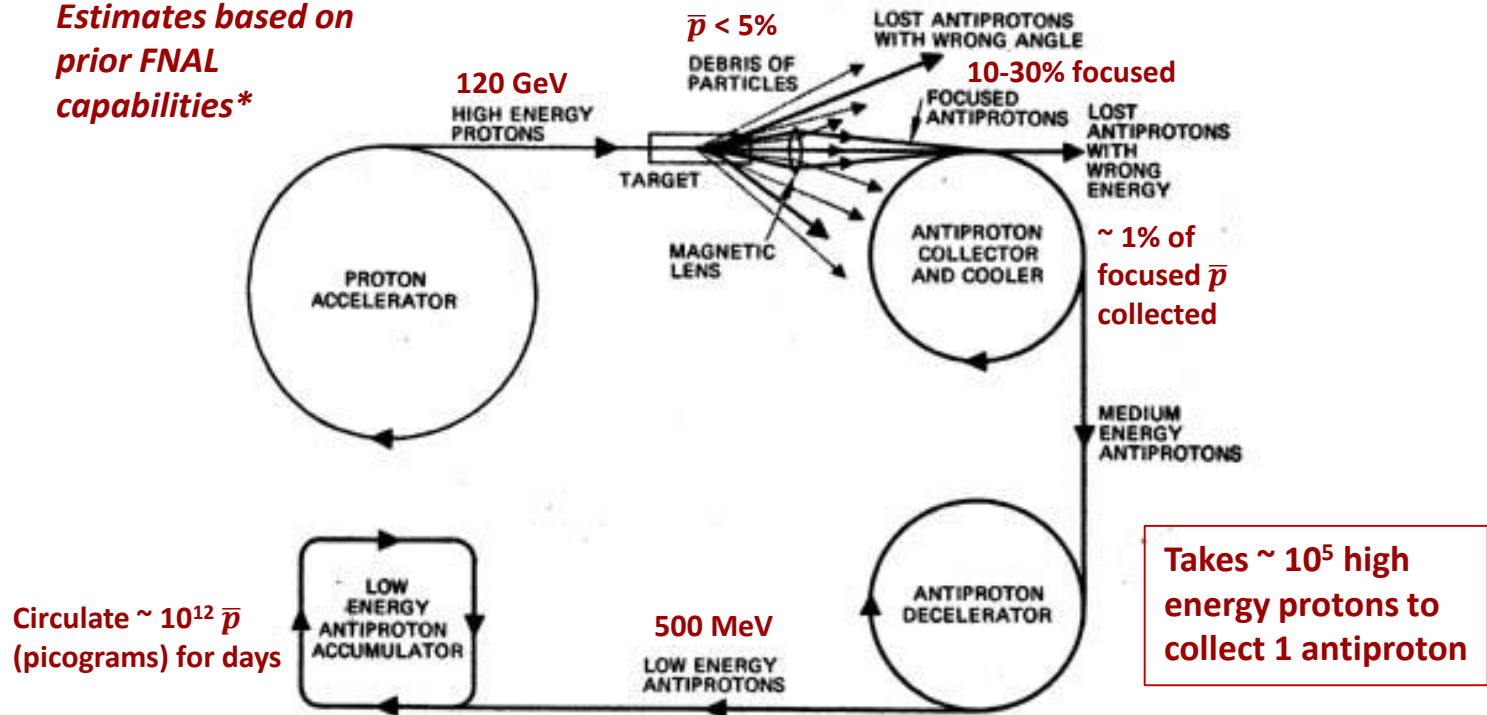 Estimates based on
prior FNAL
capabilities*
p̅ < 5%
DEBRIS OF
PARTICLES
LOST ANTIPROTONS
WITH WRONG ANGLE
10-30% focused
FOCUSED
ANTIPROTONS
LOST
ANTIPROTONS
WITH
WRONG
ENERGY
120 GeV
HIGH ENERGY
PROTONS
TARGET
MAGNETIC
LENS
PROTON
ACCELERATOR
ANTIPROTON
COLLECTOR
AND COOLER
~ 1% of
focused p̅
collected
MEDIUM
ENERGY
ANTIPROTONS
ANTIPROTON
DECELERATOR
Takes ~ 10⁵ high
energy protons to
collect 1 antiproton
500 MeV
LOW ENERGY
ANTIPROTONS
LOW
ENERGY
ANTIPROTON
ACCUMULATOR
Circulate ~ 10¹² p̅
(picograms) for days